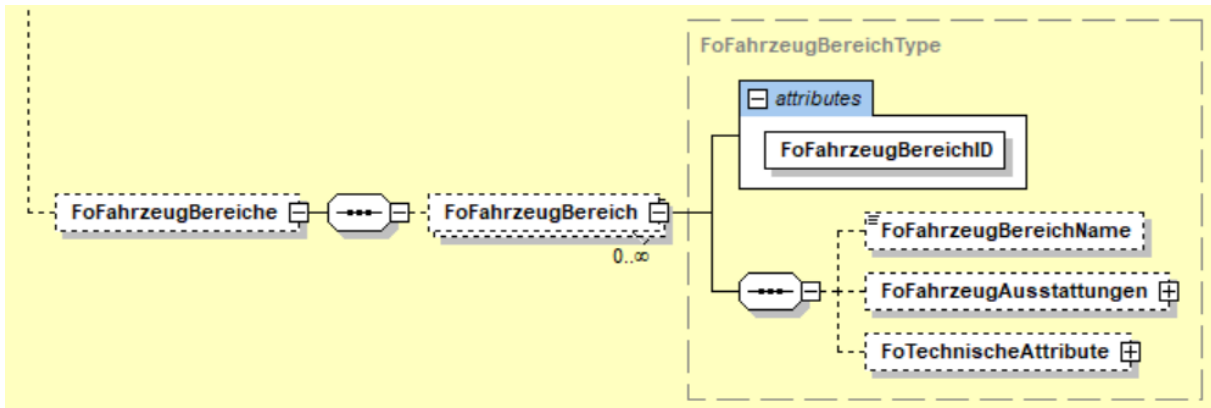 FoFahrzeugBereichType
attributes
FoFahrzeugBereichID
FoFahrzeugBereiche
FoFahrzeugBereich
0..∞
FoFahrzeugBereichName
FoFahrzeugAusstattungen
FoTechnischeAttribute